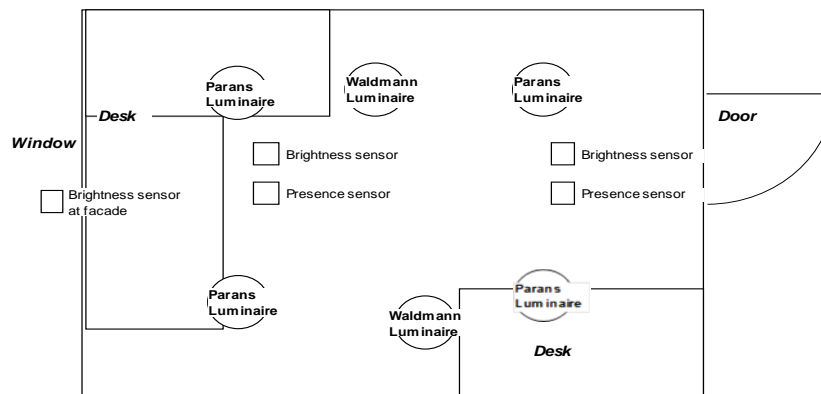 Parans
Luminaire
Waldmann
Luminaire
Parans
Luminaire
Desk
Door
Window
Brightness sensor
Brightness sensor
Presence sensor
Presence sensor
Brightness sensor
at facade
Parans
Luminaire
Waldmann
Luminaire
Parans
Luminaire
Desk